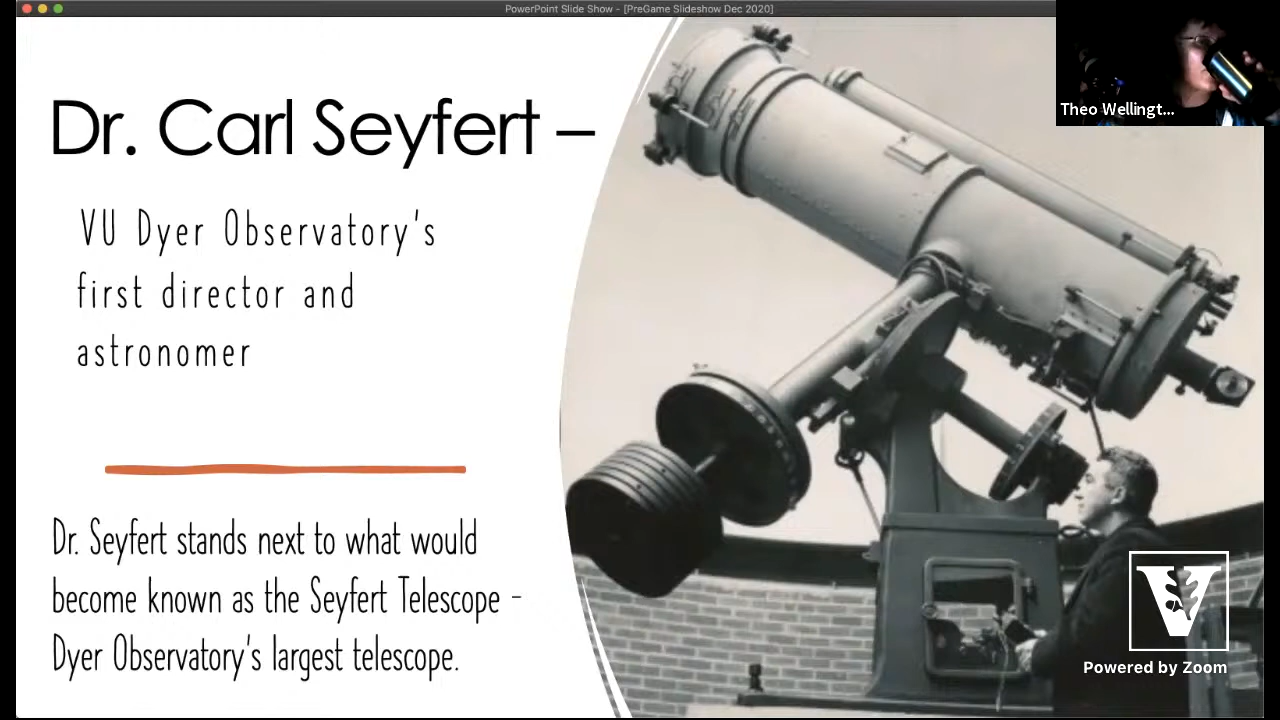 PowerPoint Slide Show - [PreGame Slideshow Dec 2020]
Theo Wellingt...
Dr. Carl Seyfert –
VU Dyer Observatory's
first director and
astronomer
Dr. Seyfert stands next to what would
become known as the Seyfert Telescope -
Dyer Observatory's largest telescope.
V
Powered by Zoom